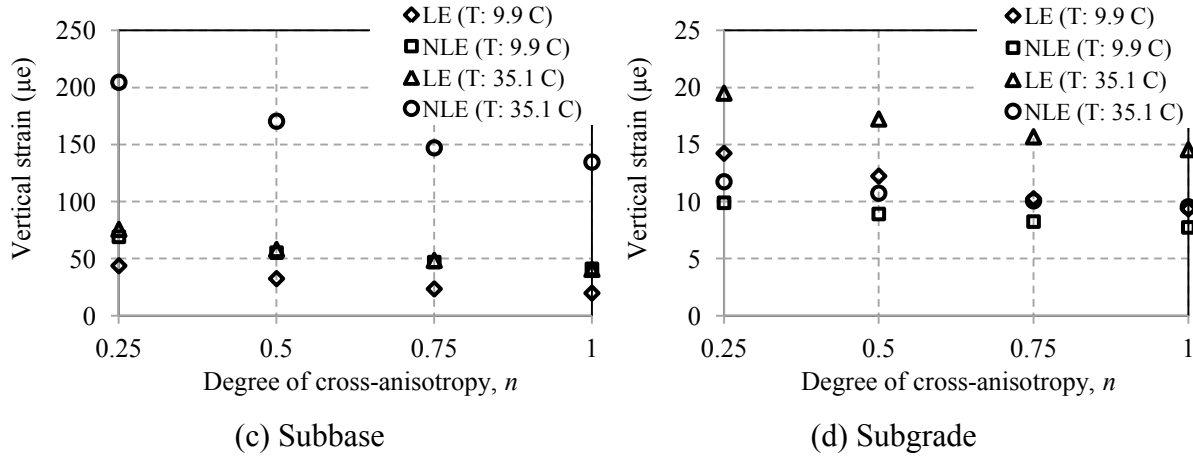 LE (T: 9.9 C)
NLE (T: 9.9 C)
LE (T: 35.1 C)
NLE (T: 35.1 C)
250
200
150
100
50
0
Vertical strain (µe)
0.25 0.5 0.75 1
Degree of cross-anisotropy, n
(c) Subbase
LE (T: 9.9 C)
NLE (T: 9.9 C)
LE (T: 35.1 C)
NLE (T: 35.1 C)
25
20
15
10
5
0
Vertical strain (µe)
0.25 0.5 0.75 1
Degree of cross-anisotropy, n
(d) Subgrade